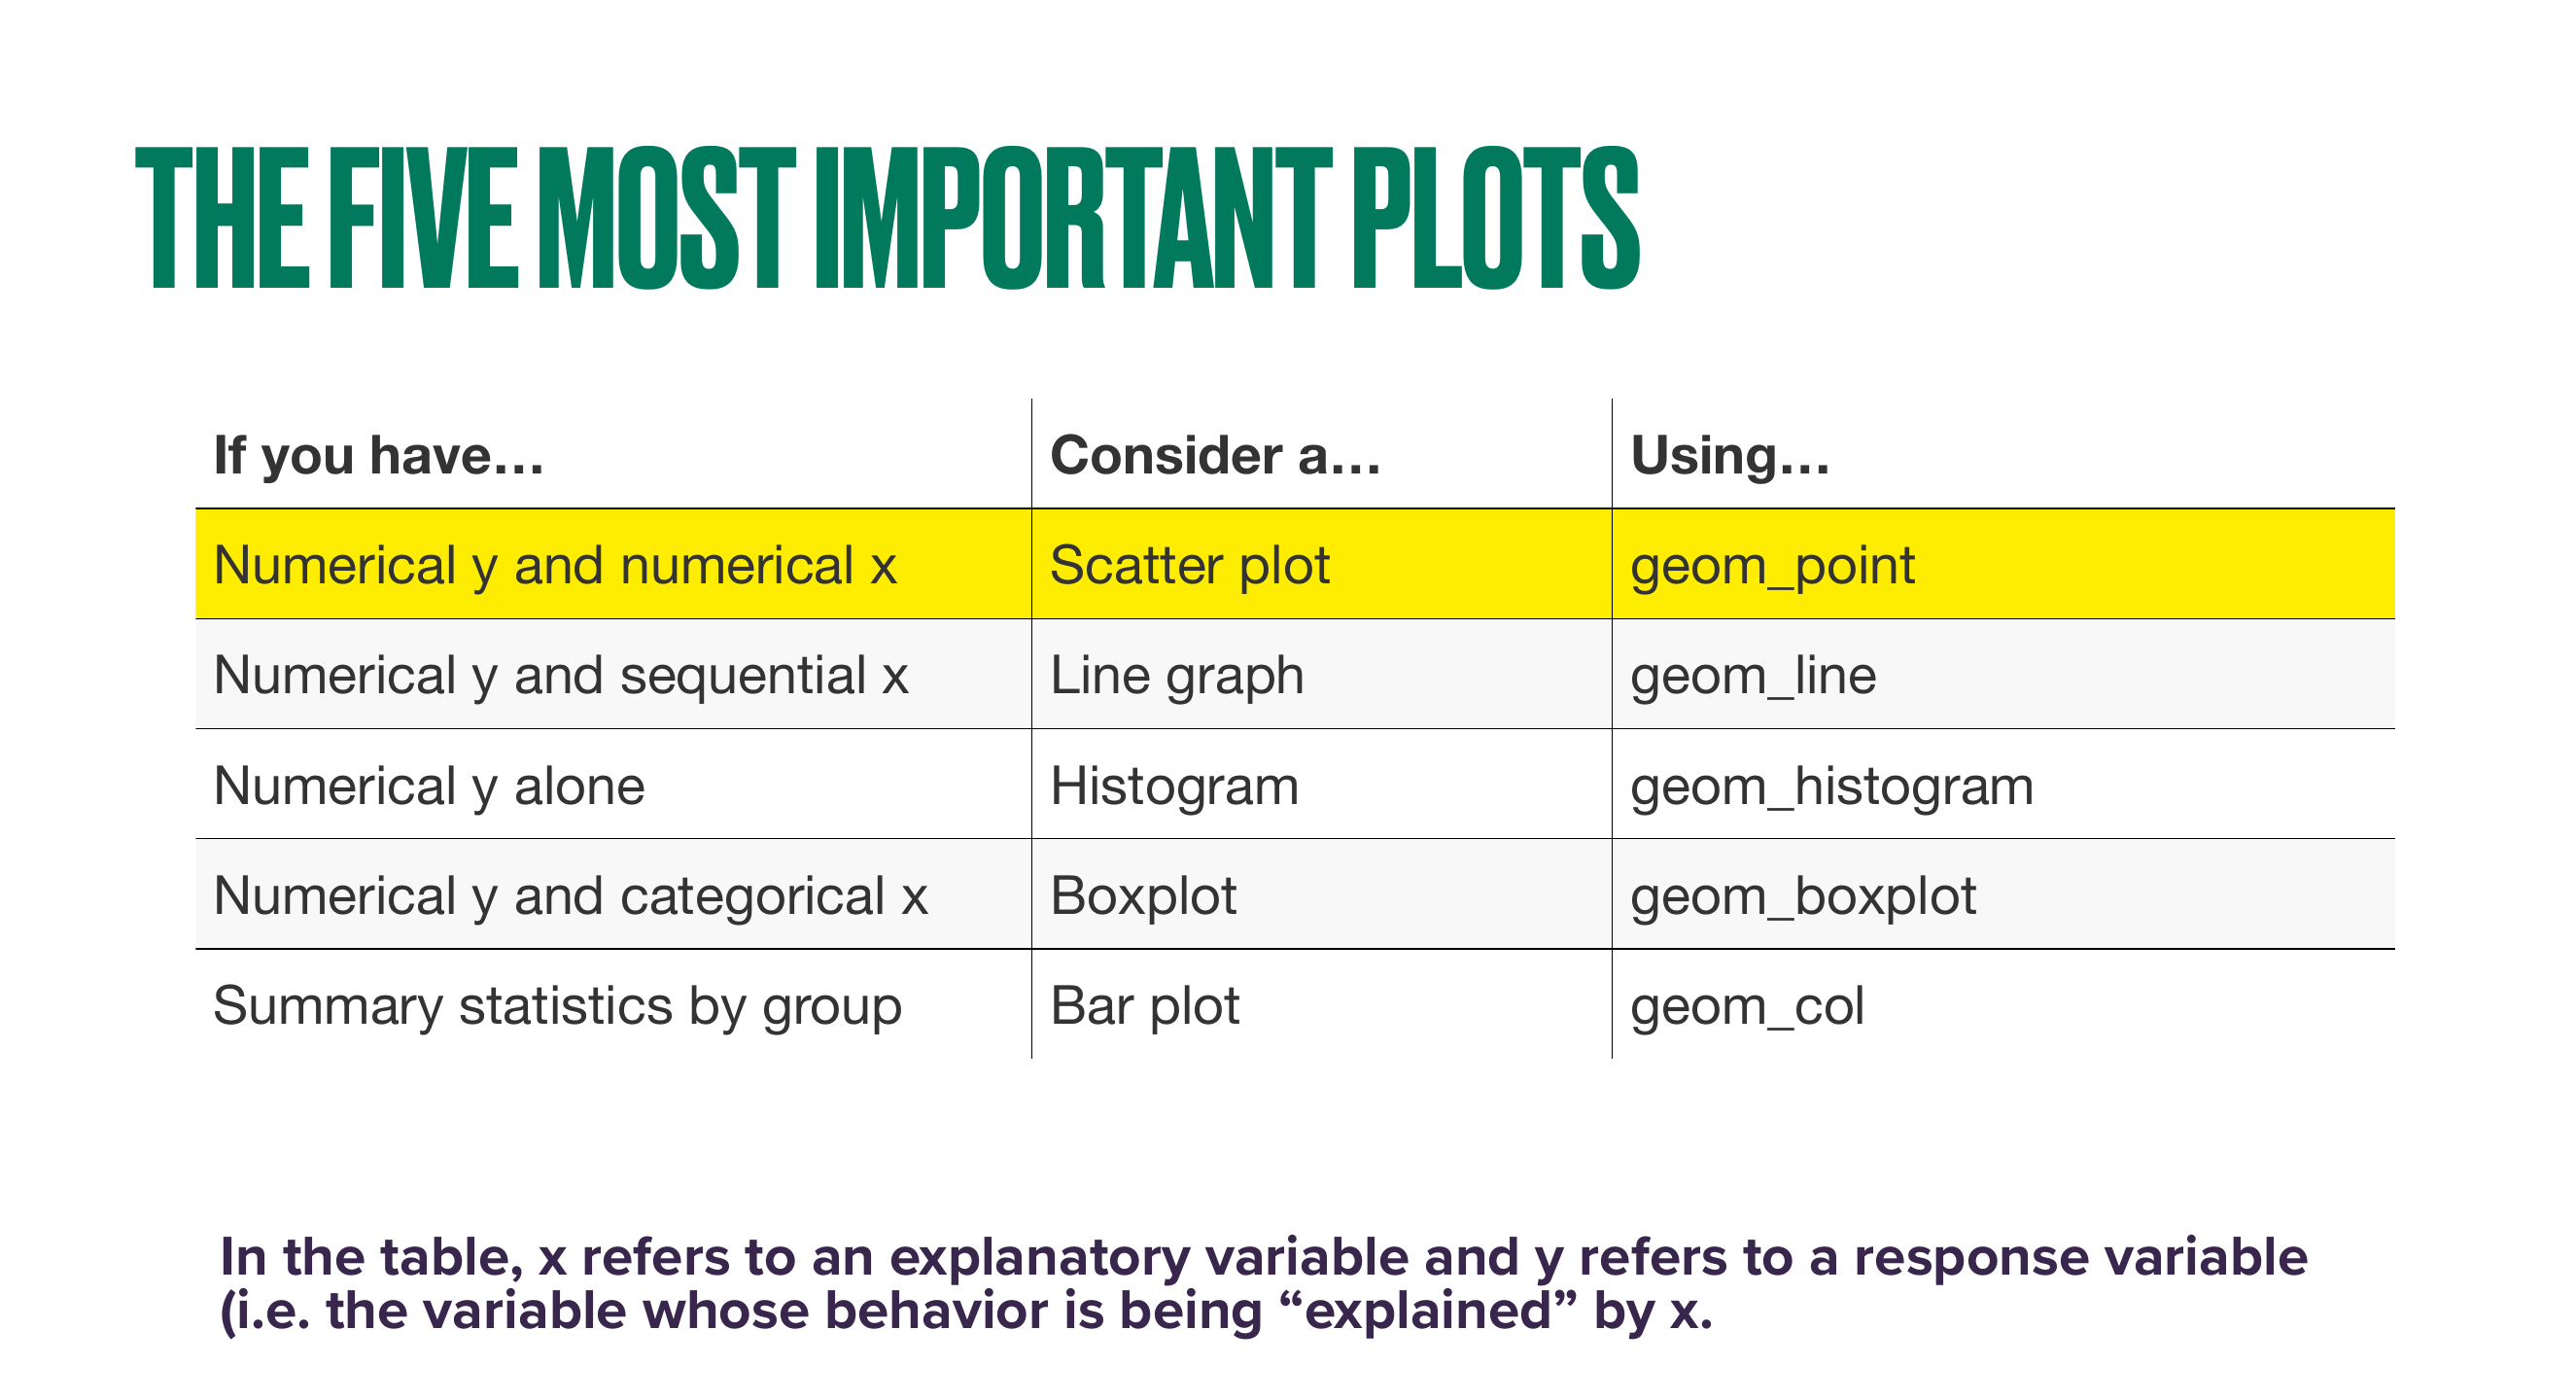 THE FIVE MOST IMPORTANT PLOTS
If you have… Consider a… Using…
Numerical y and numerical x Scatter plot geom_point
Numerical y and sequential x Line graph geom_line
Numerical y alone Histogram geom_histogram
Numerical y and categorical x Boxplot geom_boxplot
Summary statistics by group Bar plot geom_col
In the table, x refers to an explanatory variable and y refers to a response variable
(i.e. the variable whose behavior is being “explained” by x.